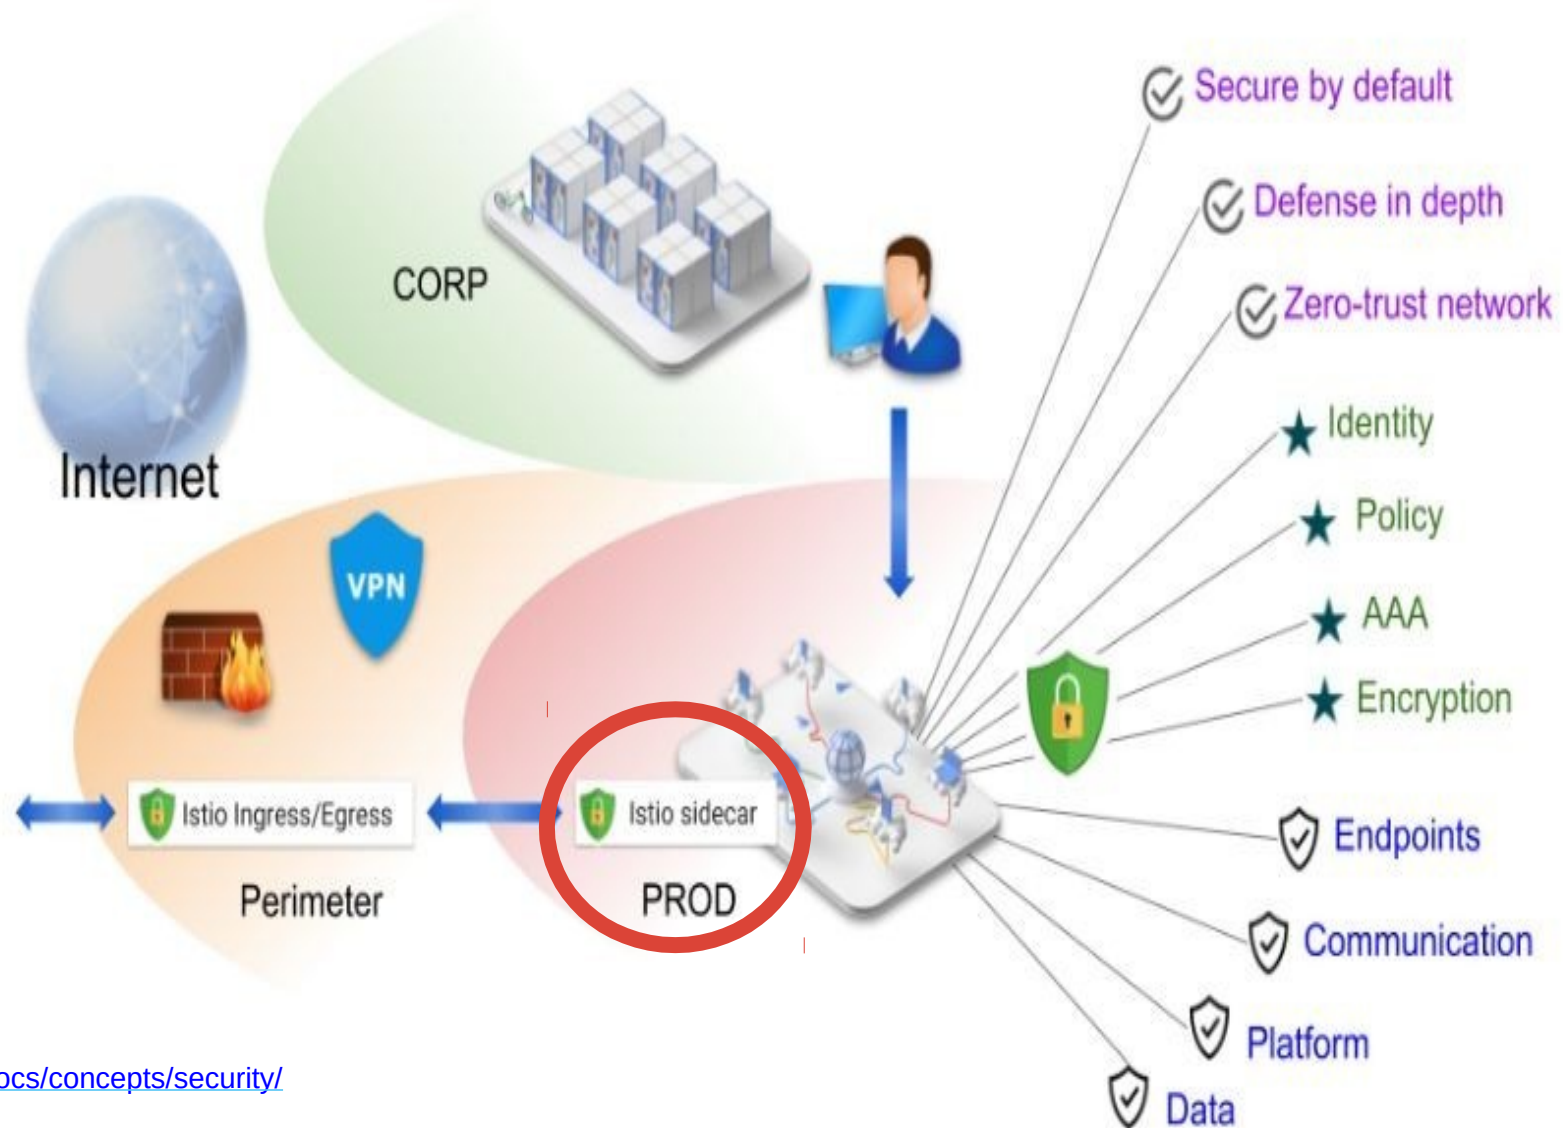 Secure by default
Defense in depth
CORP
Zero-trust network
Internet
Identity
Policy
VPN
AAA
Encryption
Istio Ingress/Egress
Istio sidecar
Perimeter
PROD
Endpoints
Communication
Platform
Data
ocs/concepts/security/